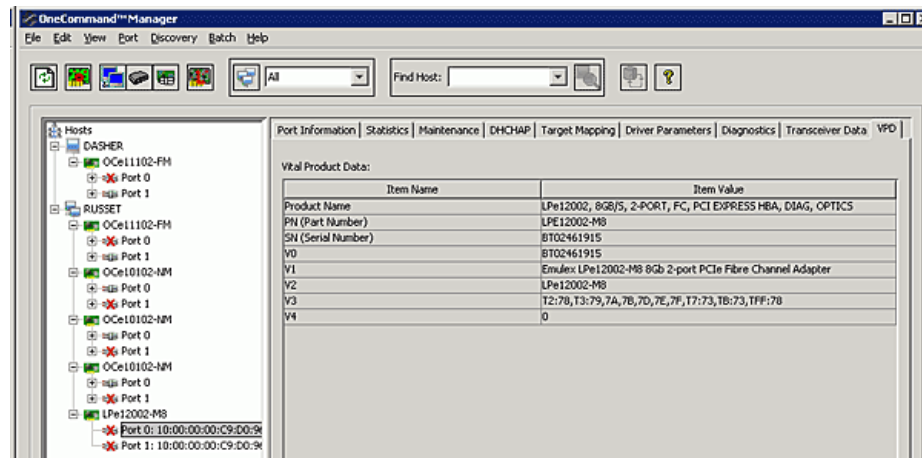 OneCommand™Manager
File Edit View Port Discovery Batch Help
All
Find Host:
Hosts
DASHER
OCe11102-FM
Port 0
Port 1
RUSSET
OCe11102-FM
Port 0
Port 1
OCe10102-NM
Port 0
Port 1
OCe10102-NM
Port 0
Port 1
OCe10102-NM
Port 0
Port 1
LPe12002-M8
Port 0: 10:00:00:00:C9:D0:9
Port 1: 10:00:00:00:C9:D0:9
Port Information Statistics Maintenance DHCHAP Target Mapping Driver Parameters Diagnostics Transceiver Data VPD
Vital Product Data:
Item Name Item Value
Product Name LPe12002, 8GB/S, 2-PORT, FC, PCI EXPRESS HBA, DIAG, OPTICS
PN (Part Number) LPE12002-M8
SN (Serial Number) BT02461915
V0 BT02461915
V1 Emulex LPe12002-M8 8Gb 2-port PCIe Fibre Channel Adapter
V2 LPe12002-M8
V3 T2:78,T3:79,7A,7B,7D,7E,7F,T7:73,TB:73,TFF:78
V4 0